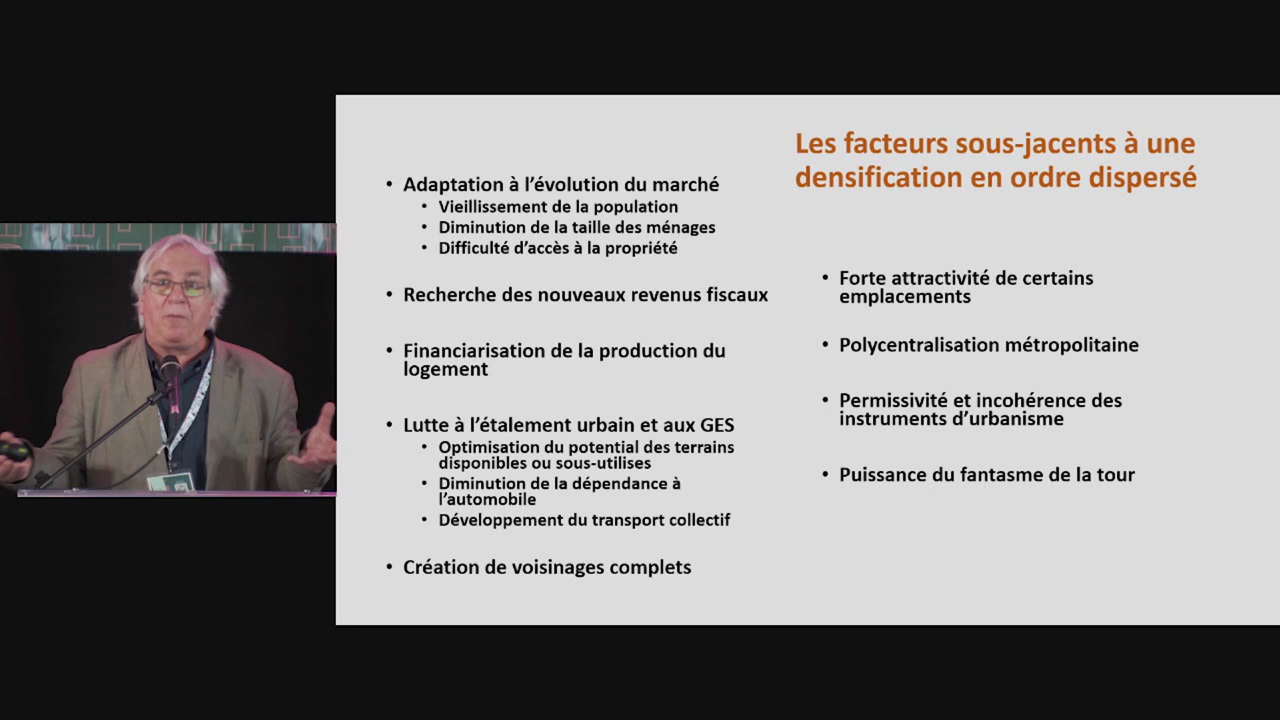 Les facteurs sous-jacents à une
densification en ordre dispersé
• Adaptation à l'évolution du marché
• Vieillissement de la population
• Diminution de la taille des ménages
• Difficulté d'accès à la propriété
• Recherche des nouveaux revenus fiscaux
• Financiarisation de la production du
logement
• Lutte à l'étalement urbain et aux GES
• Optimisation du potential des terrains
disponibles ou sous-utilises
• Diminution de la dépendance à
l'automobile
• Développement du transport collectif
• Création de voisinages complets
• Forte attractivité de certains
emplacements
• Polycentralisation métropolitaine
• Permissivité et incohérence des
instruments d'urbanisme
• Puissance du fantasme de la tour